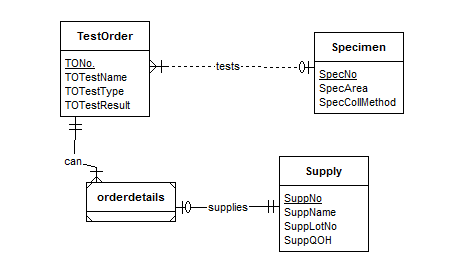 TestOrder
TONo.
TOTestName
TOTestType
TOTestResult
tests
Specimen
SpecNo
SpecArea
SpecCollMethod
can
orderdetails
supplies
Supply
SuppNo
SuppName
SuppLotNo
SuppQOH